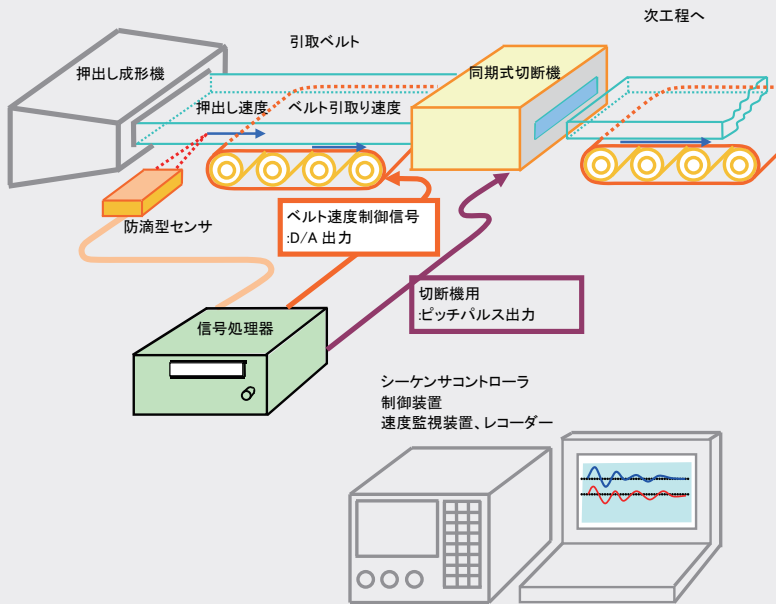 次工程へ
引取ベルト
押出し成形機
同期式切断機
押出し速度
ベルト引取り速度
防滴型センサ
ベルト速度制御信号
:D/A 出力
切断機用
:ピッチパルス出力
信号処理器
シーケンサコントローラ
制御装置
速度監視装置、レコーダー